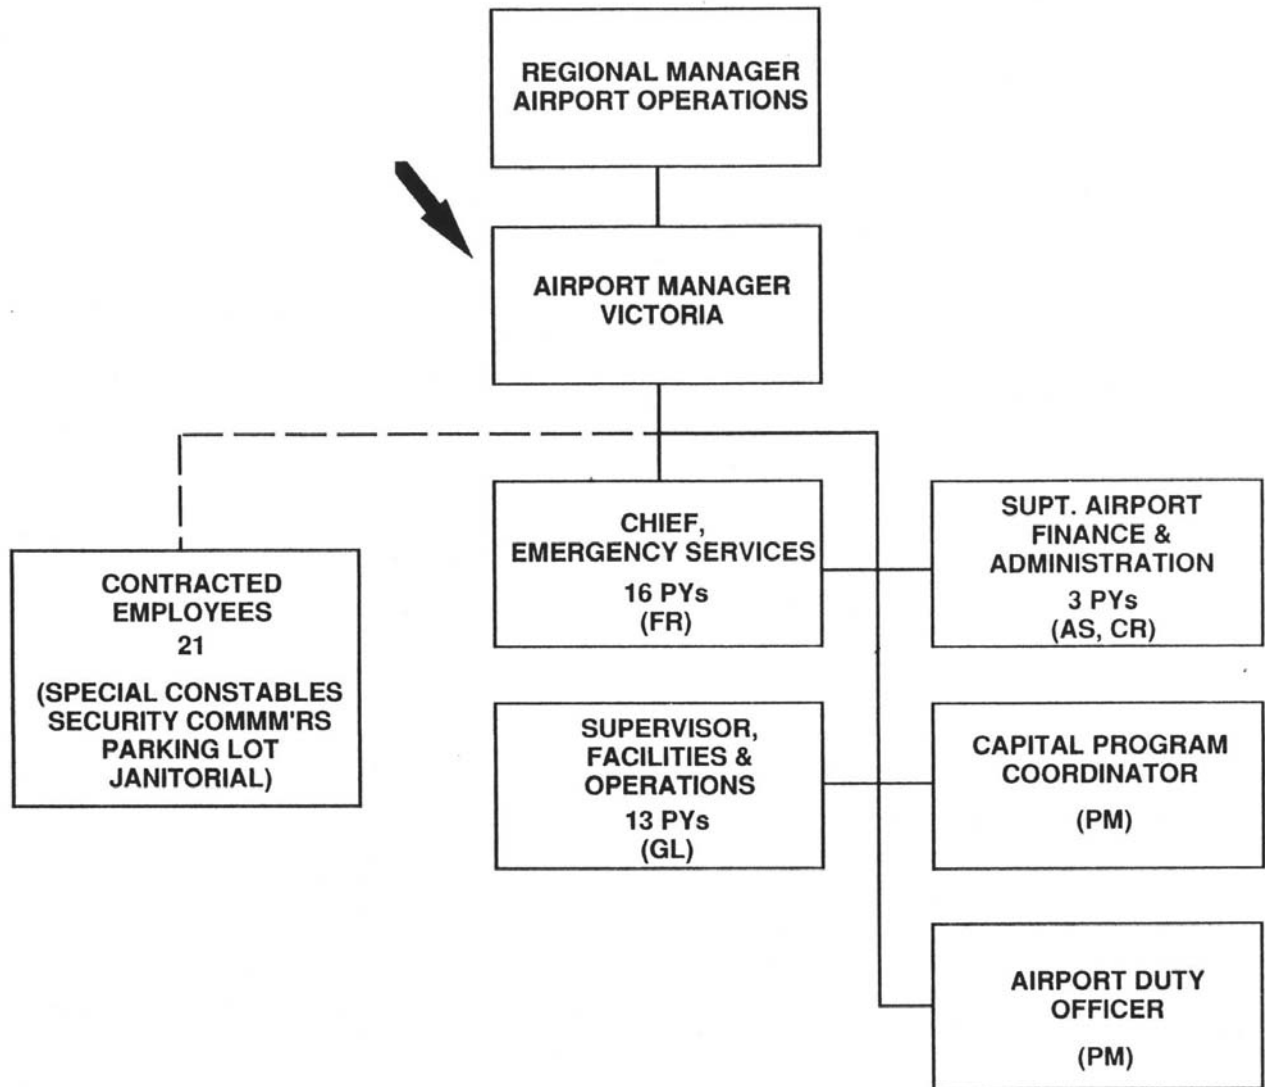 REGIONAL MANAGER
AIRPORT OPERATIONS
AIRPORT MANAGER
VICTORIA
CONTRACTED
EMPLOYEES
21
(SPECIAL CONSTABLES
SECURITY COMMM'RS
PARKING LOT
JANITORIAL)
CHIEF,
EMERGENCY SERVICES
16 PYs
(FR)
SUPT. AIRPORT
FINANCE &
ADMINISTRATION
3 PYs
(AS, CR)
SUPERVISOR,
FACILITIES &
OPERATIONS
13 PYs
(GL)
CAPITAL PROGRAM
COORDINATOR
(PM)
AIRPORT DUTY
OFFICER
(PM)